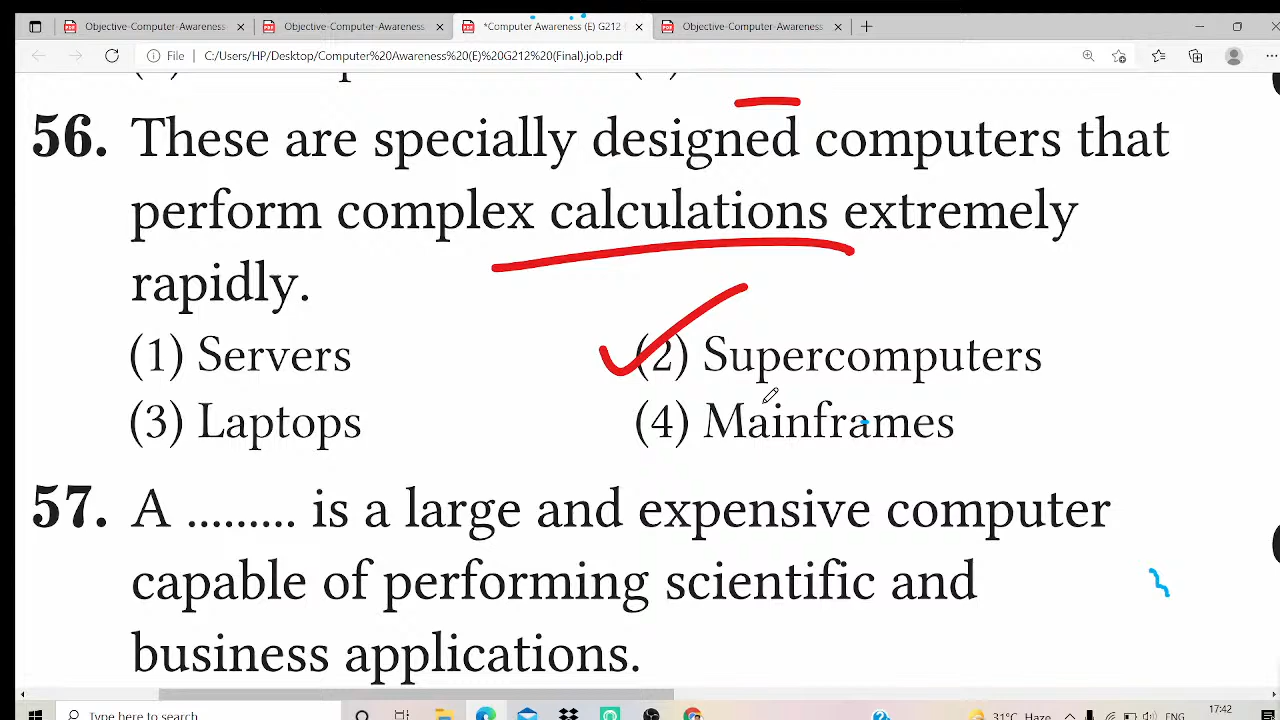 Objective-Computer-Awareness
Objective-Computer-Awareness
*Computer Awareness (E) G212
Objective-Computer-Awareness
File
C:/Users/HP/Desktop/Computer%20Awareness%20(E)%20G212%20(Final).job.pdf
56. These are specially designed computers that
perform complex calculations extremely
rapidly.
(1) Servers (2) Supercomputers
(3) Laptops (4) Mainframes
57. A ......... is a large and expensive computer
capable of performing scientific and
business applications.
Type here to search
31°C Haze
ENG
17:42